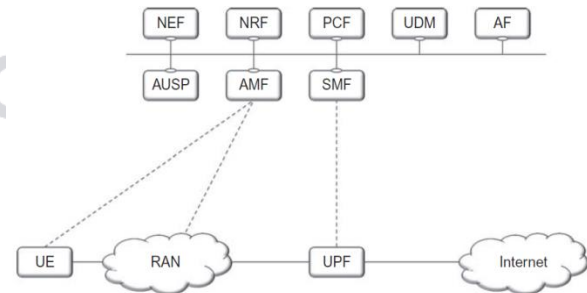 NEF NRF PCF UDM AF
AUSP AMF SMF
UE RAN UPF Internet